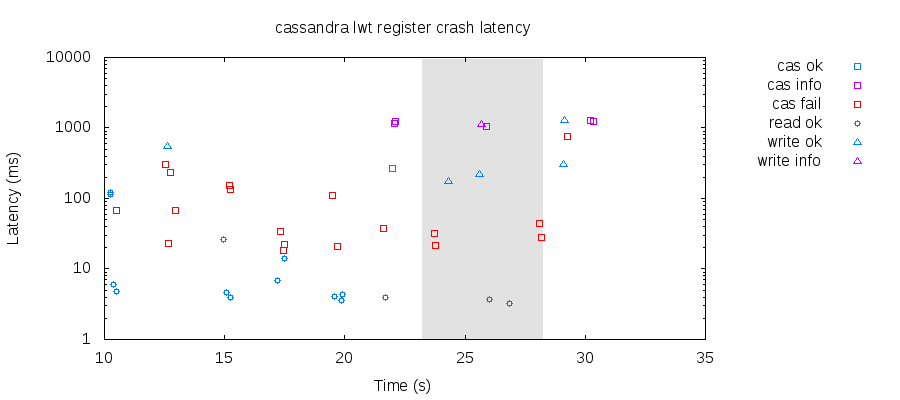 cassandra lwt register crash latency
10000
1000
100
10
1
Latency (ms)
10 15 20 25 30 35
Time (s)
cas ok
cas info
cas fail
read ok
write ok
write info